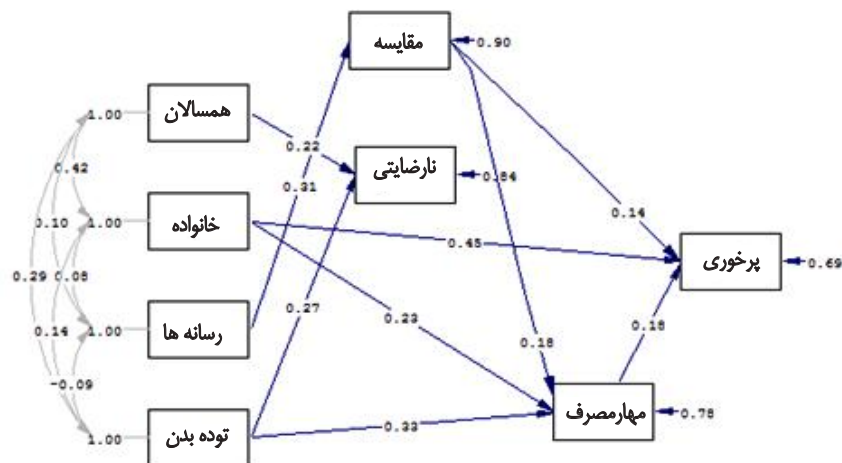 مقایسه
0.90
1.00
همسالان
0.22
نارضایتی
0.84
0.42
0.31
0.14
1.00
خانواده
0.10
0.45
پرخوری
0.69
0.29
0.08
0.27
0.23
0.18
1.00
رسانه ها
0.14
0.18
-0.09
1.00
توده بدن
0.33
مهارمصرف
0.78